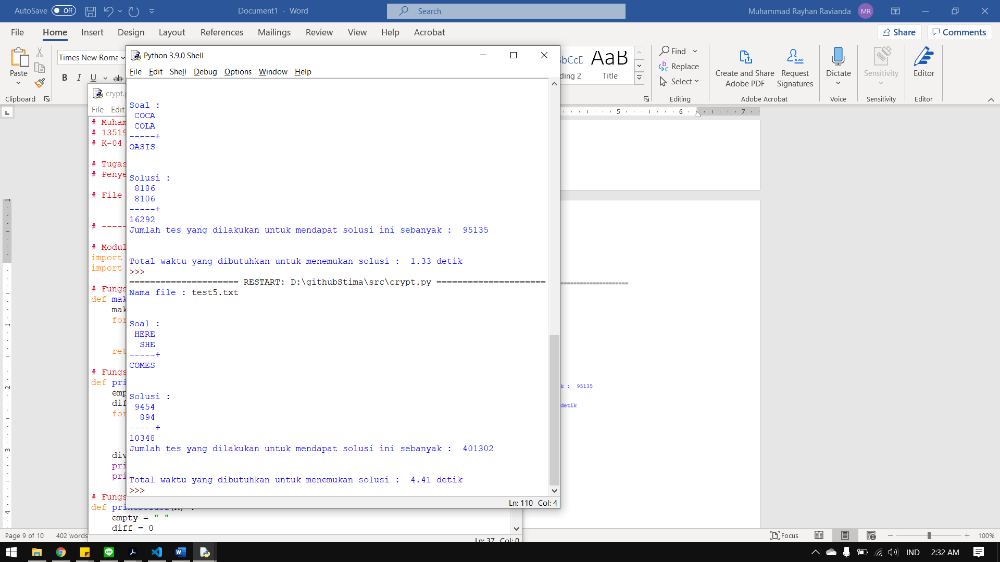 AutoSave Off
Document1 - Word
Search
Muhammad Rayhan Ravianda MR
File Home Insert Design Layout References Mailings Review View Help Acrobat
Share Comments
Paste
Clipboard
Times New Roma
B I U ab
Python 3.9.0 Shell
File Edit Shell Debug Options Window Help
AaB
ding 2
Title
Find
Replace
Select
Editing
Create and Share
Adobe PDF
Request
Signatures
Adobe Acrobat
Dictate
Voice
Sensitivity
Sensitivity
Editor
Editor
5 6 7
crypt.
File Edit
# Muham
# 13519
# K-04
# Tugas
# Penye
# File
# ----
# Modul
import
import
# Fungs
def mak
mak
for
ret
# Fungs
def pri
emp
dif
for
div
pri
pri
# Fungs
def
empty = " "
diff = 0
Ln: 37 Col: 0
Soal :
COCA
COLA
-----+
OASIS
Solusi :
8186
8106
-----+
16292
Jumlah tes yang dilakukan untuk mendapat solusi ini sebanyak :  95135
Total waktu yang dibutuhkan untuk menemukan solusi :  1.33 detik
>>>
===================== RESTART: D:\githubStima\src\crypt.py =====================
Nama file : test5.txt
Soal :
HERE
SHE
-----+
COMES
Solusi :
9454
894
-----+
10348
Jumlah tes yang dilakukan untuk mendapat solusi ini sebanyak :  401302
Total waktu yang dibutuhkan untuk menemukan solusi :  4.41 detik
>>>
Ln: 110 Col: 4
k : 95135
detik
1
1
2
3
4
Page 9 of 10 402 words
Focus
100%
IND 2:32 AM